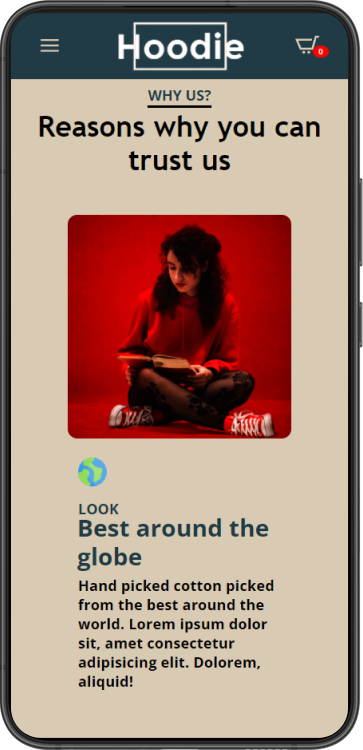 Hoodie
0
WHY US?
Reasons why you can
trust us
LOOK
Best around the
globe
Hand picked cotton picked
from the best around the
world. Lorem ipsum dolor
sit, amet consectetur
adipisicing elit. Dolorem,
aliquid!